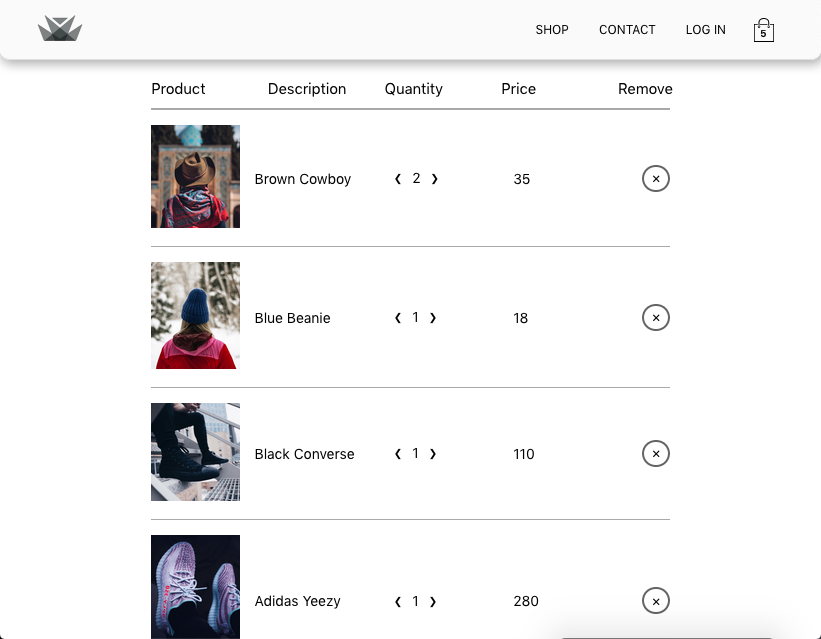 SHOP CONTACT LOG IN 5
Product Description Quantity Price Remove
Brown Cowboy ❮ 2 ❯ 35 ✕
Blue Beanie ❮ 1 ❯ 18 ✕
Black Converse ❮ 1 ❯ 110 ✕
Adidas Yeezy ❮ 1 ❯ 280 ✕